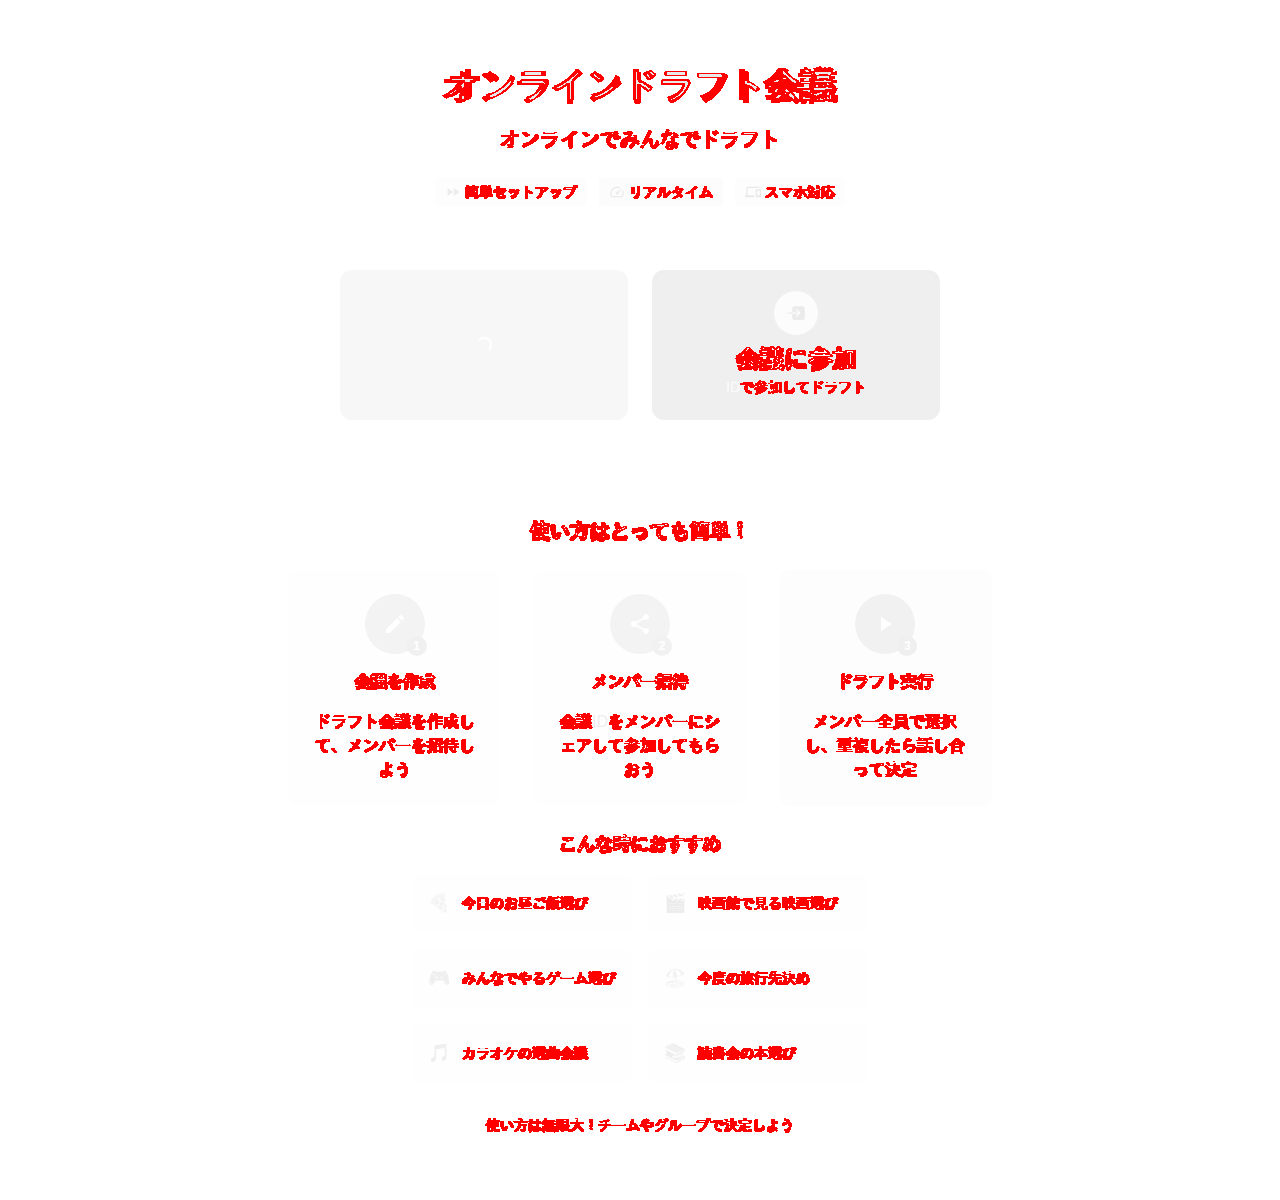 オンラインドラフト会議
オンラインでみんなでドラフト
簡単セットアップ
リアルタイム
スマホ対応
会議に参加
IDで参加してドラフト
使い方はとっても簡単！
1
会議を作成
ドラフト会議を作成し
て、メンバーを招待し
よう
2
メンバー招待
会議IDをメンバーにシ
ェアして参加してもら
おう
3
ドラフト実行
メンバー全員で選択
し、重複したら話し合
って決定
こんな時におすすめ
今日のお昼ご飯選び
映画館で見る映画選び
みんなでやるゲーム選び
今度の旅行先決め
カラオケの選曲会議
読書会の本選び
使い方は無限大！チームやグループで決定しよう